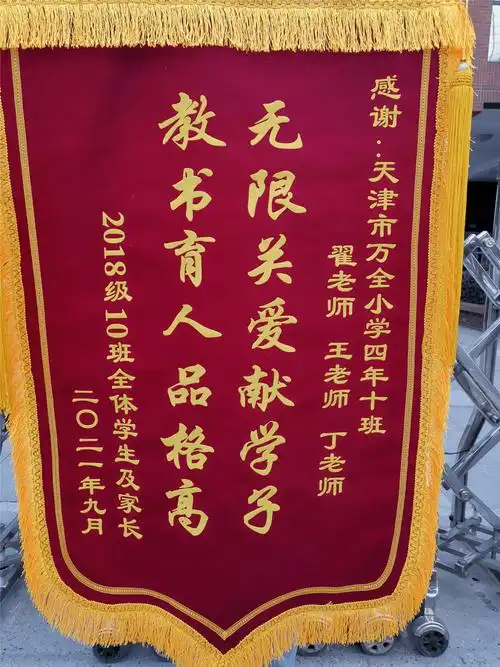 感谢：天津市万全小学四年十班
翟老师 王老师 丁老师
无限关爱献学子
教书育人品格高
2018级10班全体学生及家长
二〇二一年九月